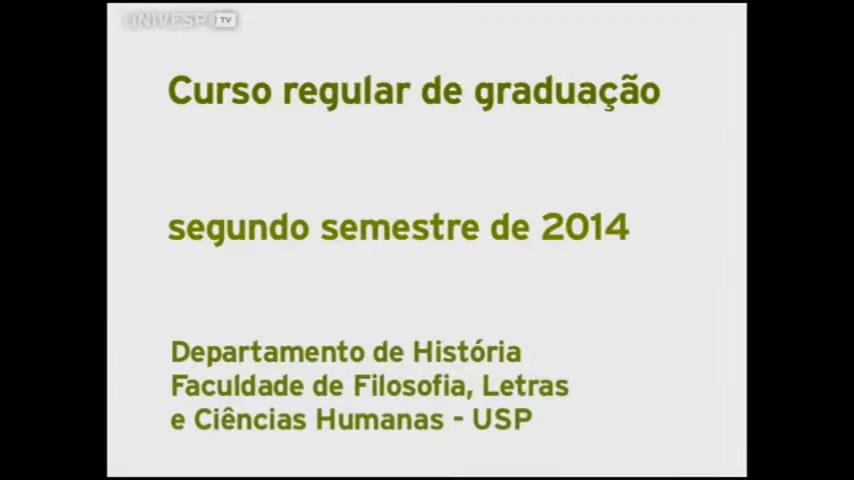 UNIVESP TV
Curso regular de graduação
segundo semestre de 2014
Departamento de História
Faculdade de Filosofia, Letras
e Ciências Humanas - USP